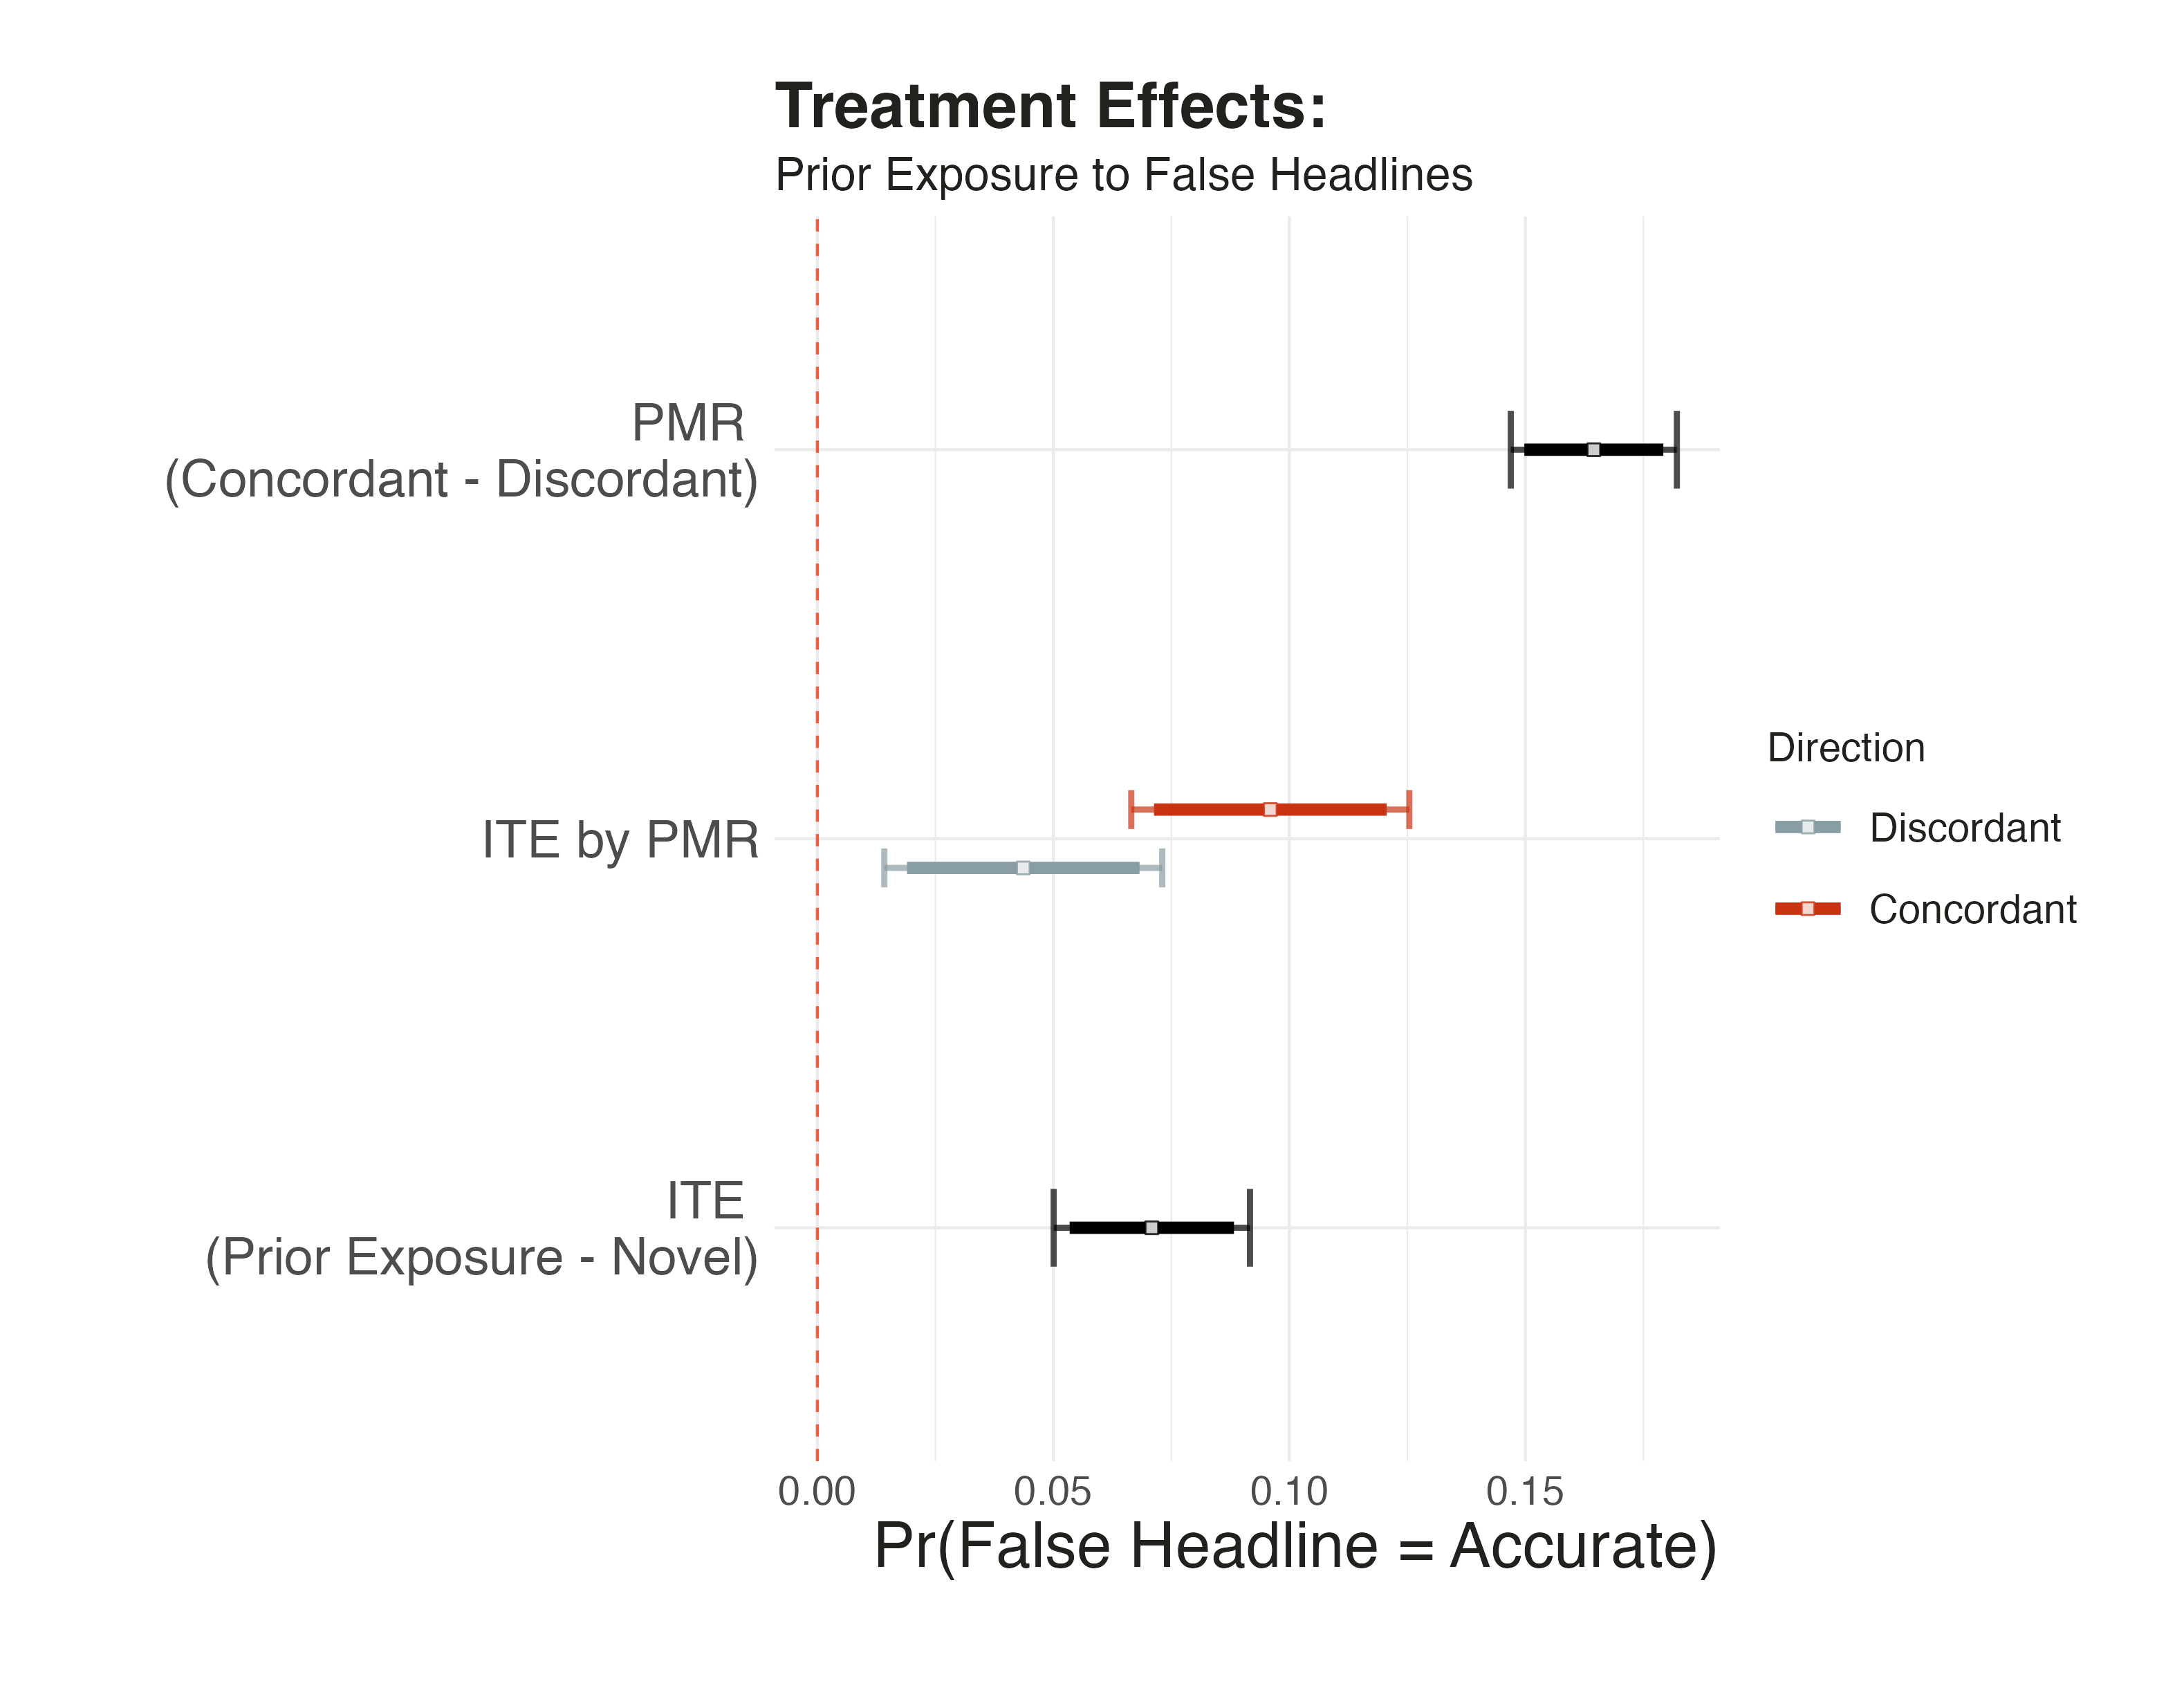 Treatment Effects:
Prior Exposure to False Headlines
PMR
(Concordant - Discordant)
ITE by PMR
ITE
(Prior Exposure - Novel)
Direction
Discordant
Concordant
0.00 0.05 0.10 0.15
Pr(False Headline = Accurate)